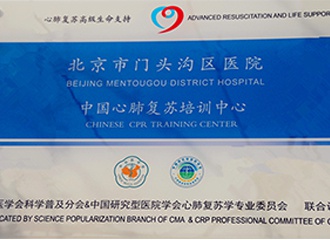 心肺复苏高级生命支持
ADVANCED RESUSCITATION AND LIFE SUPPORT
北京市门头沟区医院
BEIJING MENTOUGOU DISTRICT HOSPITAL
中国心肺复苏培训中心
CHINESE CPR TRAINING CENTER
医学会科学普及分会&中国研究型医院学会心肺复苏学专业委员会 联合
CATED BY SCIENCE POPULARIZATION BRANCH OF CMA & CRP PROFESSIONAL COMMITTEE OF